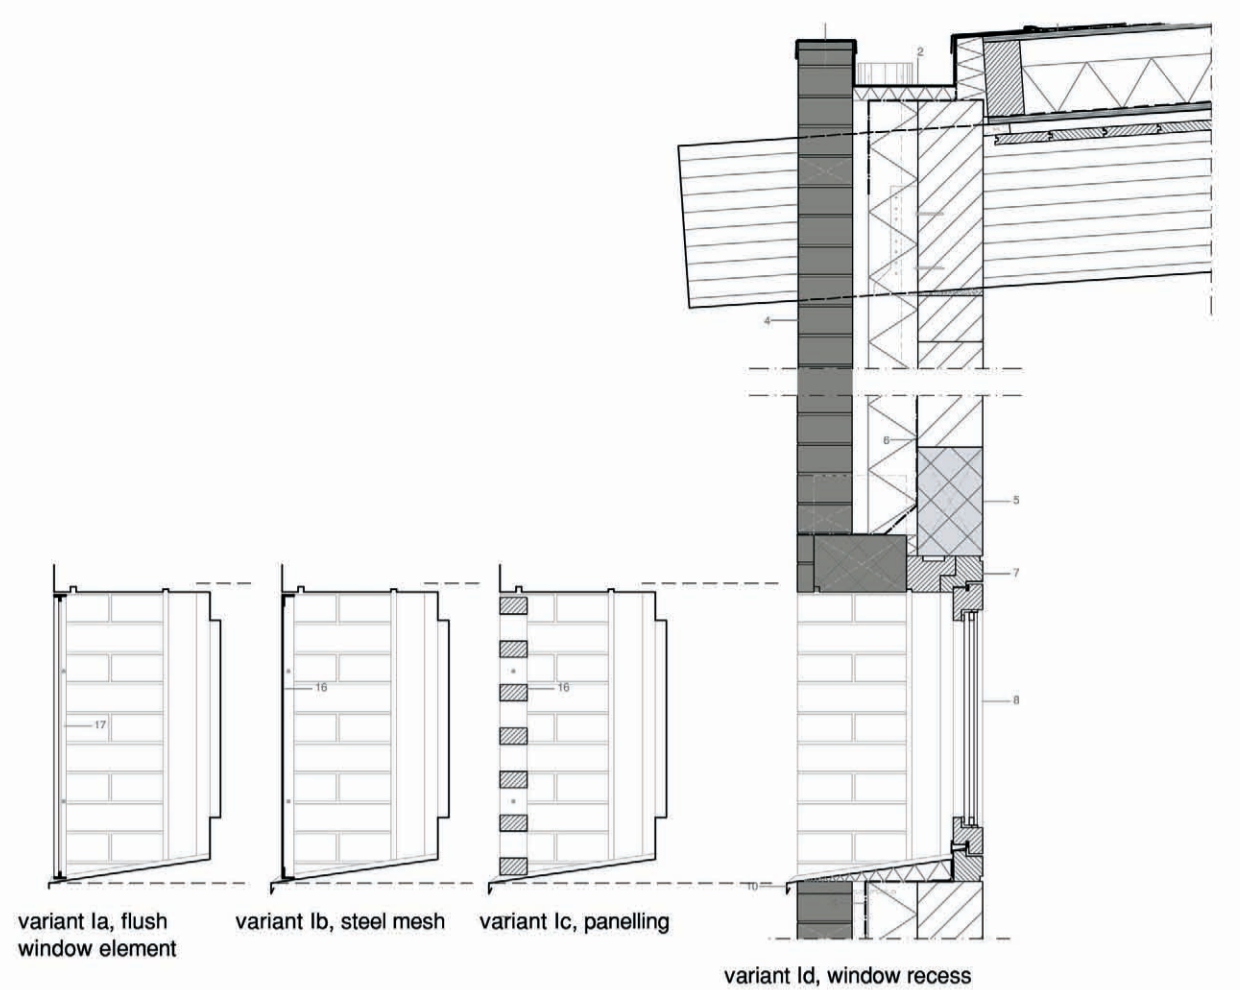 2
4
6
5
7
16
16
8
17
10
variant Ia, flush
window element
variant Ib, steel mesh
variant Ic, panelling
variant Id, window recess